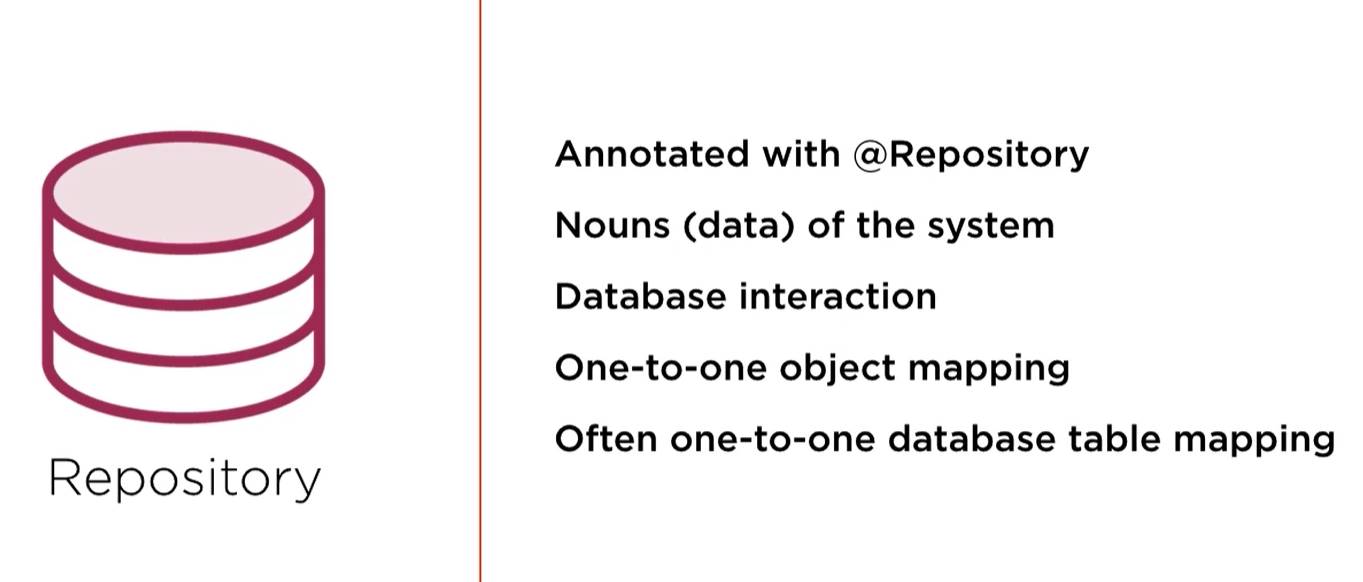 Repository
Annotated with @Repository
Nouns (data) of the system
Database interaction
One-to-one object mapping
Often one-to-one database table mapping